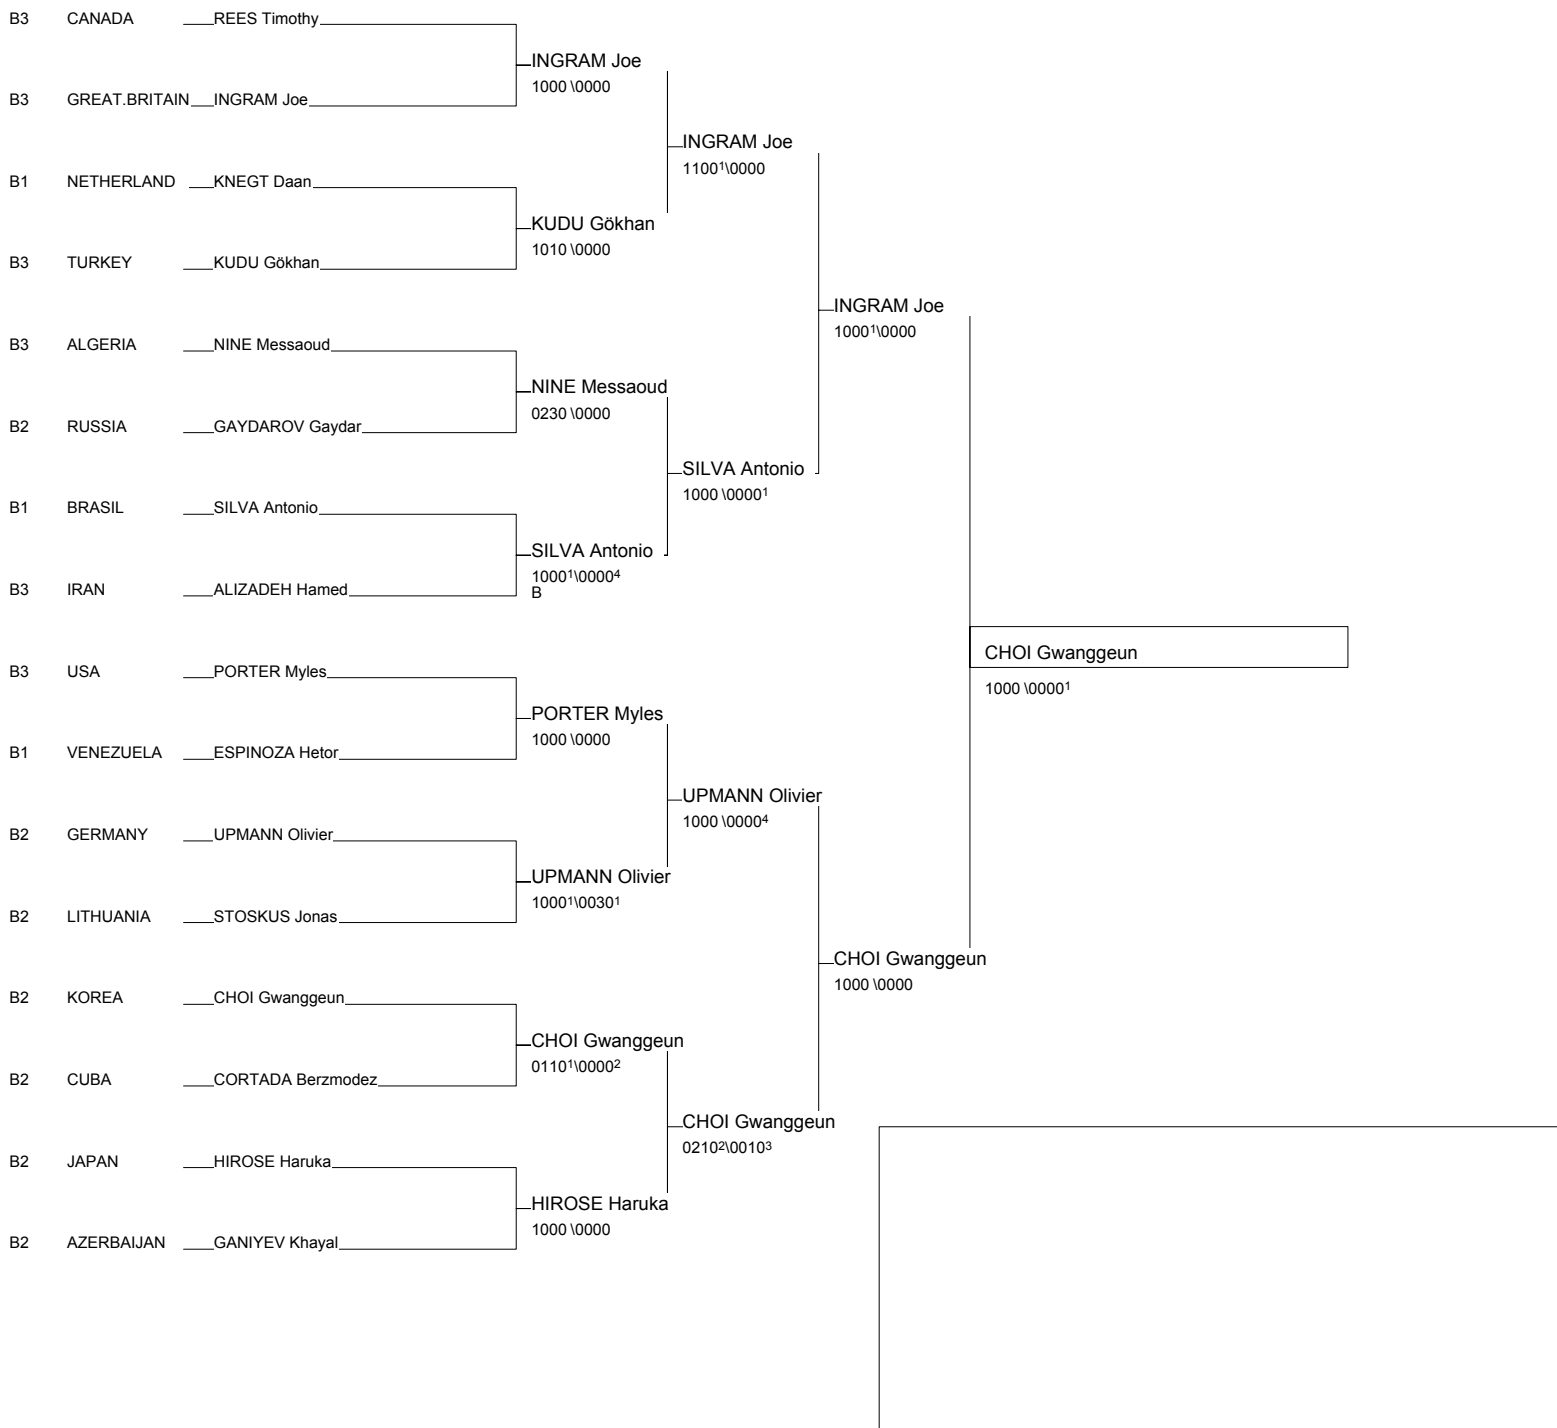 B3 CANADA REES Timothy
INGRAM Joe
1000 \0000
B3 GREAT.BRITAIN INGRAM Joe
INGRAM Joe
1100¹\0000
B1 NETHERLAND KNEGT Daan
KUDU Gökhan
1010 \0000
B3 TURKEY KUDU Gökhan
INGRAM Joe
1000¹\0000
B3 ALGERIA NINE Messaoud
NINE Messaoud
0230 \0000
B2 RUSSIA GAYDAROV Gaydar
SILVA Antonio
1000 \0000¹
B1 BRASIL SILVA Antonio
SILVA Antonio
1000¹\0000⁴
B
B3 IRAN ALIZADEH Hamed
CHOI Gwanggeun
1000 \0000¹
B3 USA PORTER Myles
PORTER Myles
1000 \0000
B1 VENEZUELA ESPINOZA Hetor
UPMANN Olivier
1000 \0000⁴
B2 GERMANY UPMANN Olivier
UPMANN Olivier
1000¹\0030¹
B2 LITHUANIA STOSKUS Jonas
CHOI Gwanggeun
1000 \0000
B2 KOREA CHOI Gwanggeun
CHOI Gwanggeun
0110¹\0000²
B2 CUBA CORTADA Berzmodez
CHOI Gwanggeun
0210²\0010³
B2 JAPAN HIROSE Haruka
HIROSE Haruka
1000 \0000
B2 AZERBAIJAN GANIYEV Khayal